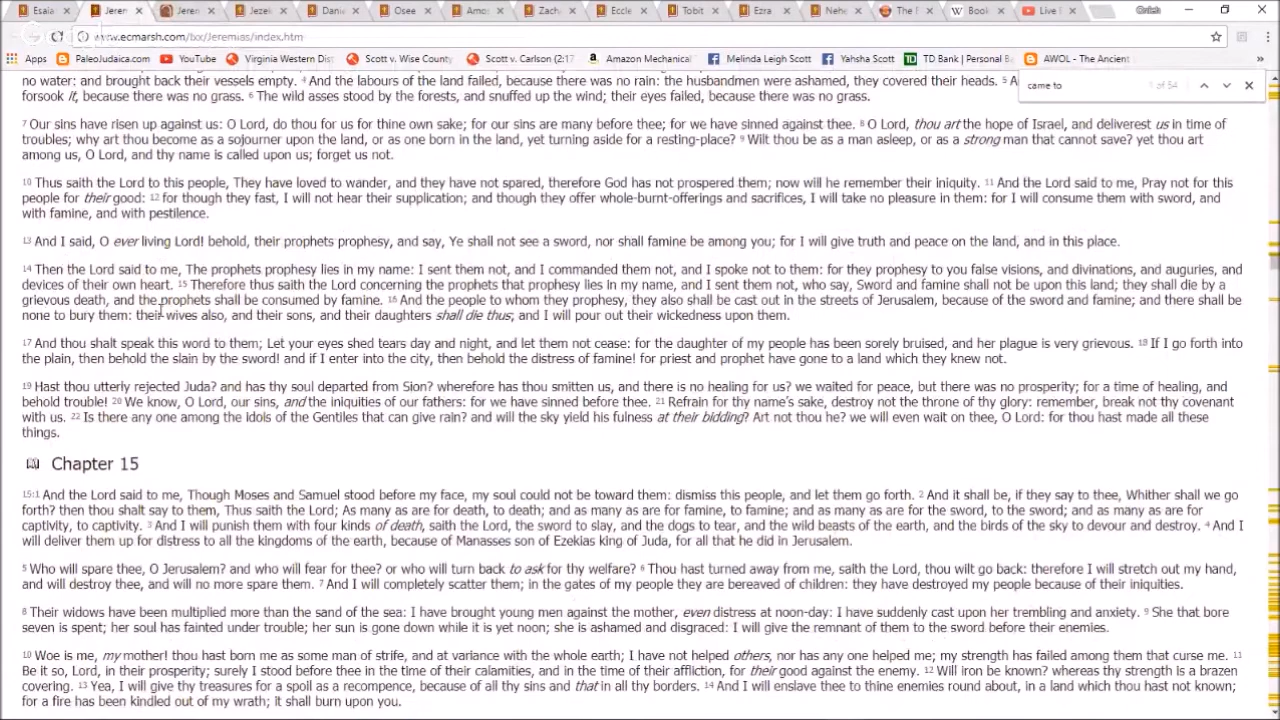 Esaia
Jerem
Jeren
Jezek
Danie
Osee
Amos
Zach
Eccle
Tobit
Ezra
Nehe
The
Book
Live
Gnish
www.ecmarsh.com/lxx/Jeremias/index.htm
Apps PaleoJudaica.com YouTube Virginia Western Dist Scott v. Wise County Scott v. Carlson (2:17 Amazon Mechanical Melinda Leigh Scott Yahsha Scott TD Bank | Personal B AWOL - The Ancient »
came to
of 54
no water: and brought back their vessels empty. 4 And the labours of the land failed, because there was no rain: the husbandmen were ashamed, they covered their heads. 5
forsook it, because there was no grass. 6 The wild asses stood by the forests, and snuffed up the wind; their eyes failed, because there was no grass.
7 Our sins have risen up against us: O Lord, do thou for us for thine own sake; for our sins are many before thee; for we have sinned against thee. 8 O Lord, thou art the hope of Israel, and deliverest us in time of
troubles; why art thou become as a sojourner upon the land, or as one born in the land, yet turning aside for a resting-place? 9 Wilt thou be as a man asleep, or as a strong man that cannot save? yet thou art
among us, O Lord, and thy name is called upon us; forget us not.
10 Thus saith the Lord to this people, They have loved to wander, and they have not spared, therefore God has not prospered them; now will he remember their iniquity. 11 And the Lord said to me, Pray not for this
people for their good: 12 for though they fast, I will not hear their supplication; and though they offer whole-burnt-offerings and sacrifices, I will take no pleasure in them: for I will consume them with sword, and
with famine, and with pestilence.
13 And I said, O ever living Lord! behold, their prophets prophesy, and say, Ye shall not see a sword, nor shall famine be among you; for I will give truth and peace on the land, and in this place.
14 Then the Lord said to me, The prophets prophesy lies in my name: I sent them not, and I commanded them not, and I spoke not to them: for they prophesy to you false visions, and divinations, and auguries, and
devices of their own heart. 15 Therefore thus saith the Lord concerning the prophets that prophesy lies in my name, and I sent them not, who say, Sword and famine shall not be upon this land; they shall die by a
grievous death, and the prophets shall be consumed by famine. 16 And the people to whom they prophesy, they also shall be cast out in the streets of Jerusalem, because of the sword and famine; and there shall be
none to bury them: their wives also, and their sons, and their daughters shall die thus; and I will pour out their wickedness upon them.
17 And thou shalt speak this word to them; Let your eyes shed tears day and night, and let them not cease: for the daughter of my people has been sorely bruised, and her plague is very grievous. 18 If I go forth into
the plain, then behold the slain by the sword! and if I enter into the city, then behold the distress of famine! for priest and prophet have gone to a land which they knew not.
19 Hast thou utterly rejected Juda? and has thy soul departed from Sion? wherefore has thou smitten us, and there is no healing for us? we waited for peace, but there was no prosperity; for a time of healing, and
behold trouble! 20 We know, O Lord, our sins, and the iniquities of our fathers: for we have sinned before thee. 21 Refrain for thy name's sake, destroy not the throne of thy glory: remember, break not thy covenant
with us. 22 Is there any one among the idols of the Gentiles that can give rain? and will the sky yield his fulness at their bidding? Art not thou he? we will even wait on thee, O Lord: for thou hast made all these
things.
Chapter 15
15:1 And the Lord said to me, Though Moses and Samuel stood before my face, my soul could not be toward them: dismiss this people, and let them go forth. 2 And it shall be, if they say to thee, Whither shall we go
forth? then thou shalt say to them, Thus saith the Lord; As many as are for death, to death; and as many as are for famine, to famine; and as many as are for the sword, to the sword; and as many as are for
captivity, to captivity. 3 And I will punish them with four kinds of death, saith the Lord, the sword to slay, and the dogs to tear, and the wild beasts of the earth, and the birds of the sky to devour and destroy. 4 And I
will deliver them up for distress to all the kingdoms of the earth, because of Manasses son of Ezekias king of Juda, for all that he did in Jerusalem.
5 Who will spare thee, O Jerusalem? and who will fear for thee? or who will turn back to ask for thy welfare? 6 Thou hast turned away from me, saith the Lord, thou wilt go back: therefore I will stretch out my hand,
and will destroy thee, and will no more spare them. 7 And I will completely scatter them; in the gates of my people they are bereaved of children: they have destroyed my people because of their iniquities.
8 Their widows have been multiplied more than the sand of the sea: I have brought young men against the mother, even distress at noon-day: I have suddenly cast upon her trembling and anxiety. 9 She that bore
seven is spent; her soul has fainted under trouble; her sun is gone down while it is yet noon; she is ashamed and disgraced: I will give the remnant of them to the sword before their enemies.
10 Woe is me, my mother! thou hast born me as some man of strife, and at variance with the whole earth; I have not helped others, nor has any one helped me; my strength has failed among them that curse me. 11
Be it so, Lord, in their prosperity; surely I stood before thee in the time of their calamities, and in the time of their affliction, for their good against the enemy. 12 Will iron be known? whereas thy strength is a brazen
covering. 13 Yea, I will give thy treasures for a spoil as a recompence, because of all thy sins and that in all thy borders. 14 And I will enslave thee to thine enemies round about, in a land which thou hast not known;
for a fire has been kindled out of my wrath; it shall burn upon you.